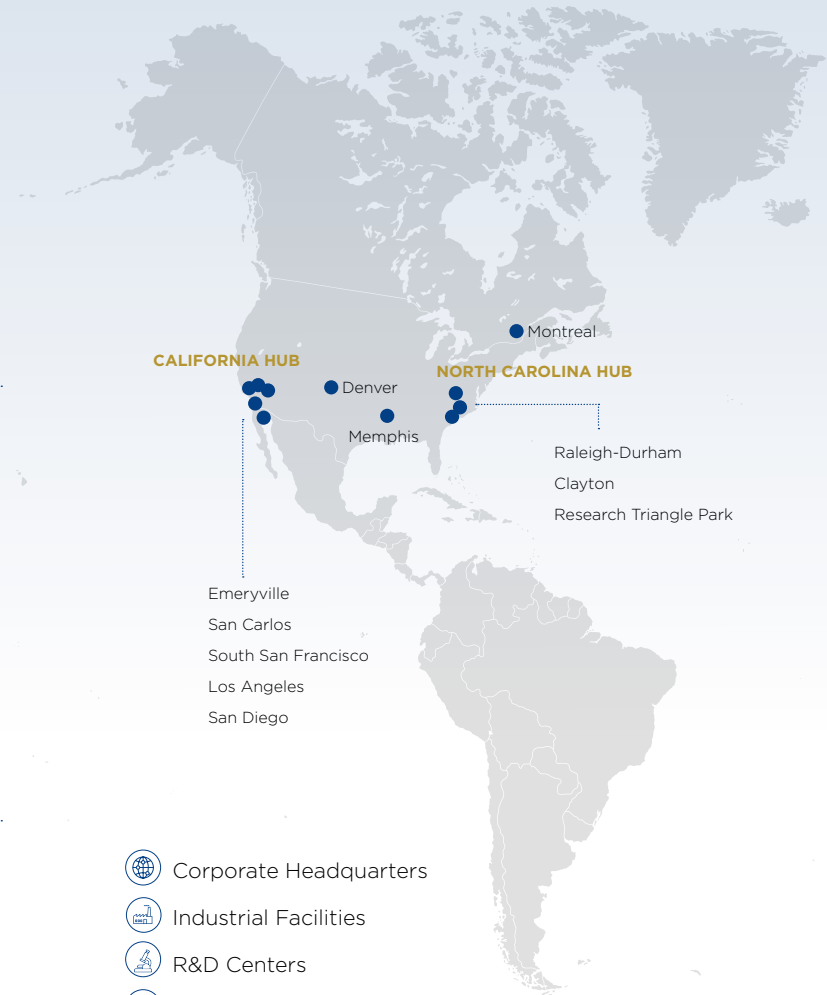 Montreal
CALIFORNIA HUB
NORTH CAROLINA HUB
Denver
Memphis
Raleigh-Durham
Clayton
Research Triangle Park
Emeryville
San Carlos
South San Francisco
Los Angeles
San Diego
Corporate Headquarters
Industrial Facilities
R&D Centers